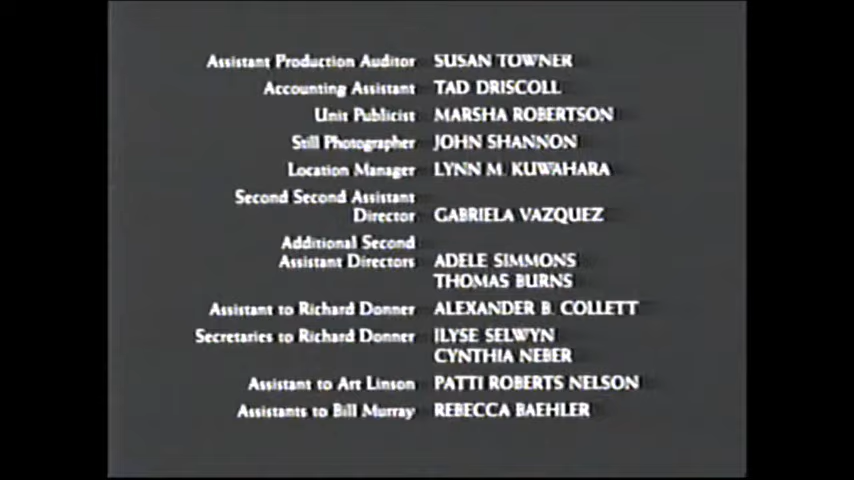 Assistant Production Auditor SUSAN TOWNER
Accounting Assistant TAD DRISCOLL
Unit Publicist MARSHA ROBERTSON
Still Photographer JOHN SHANNON
Location Manager LYNN M. KUWAHARA
Second Second Assistant
Director GABRIELA VAZQUEZ
Additional Second
Assistant Directors ADELE SIMMONS
THOMAS BURNS
Assistant to Richard Donner ALEXANDER B. COLLETT
Secretaries to Richard Donner ILYSE SELWYN
CYNTHIA NEBER
Assistant to Art Linson PATTI ROBERTS NELSON
Assistants to Bill Murray REBECCA BAEHLER